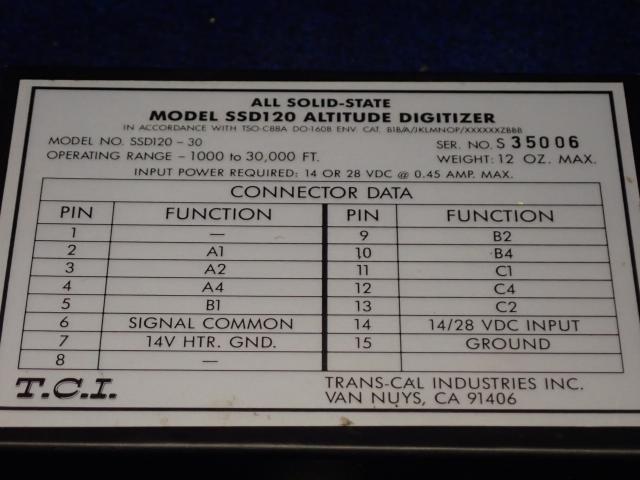 ALL SOLID-STATE
MODEL SSD120 ALTITUDE DIGITIZER
IN ACCORDANCE WITH TSO-C88A DO-160B ENV. CAT. B1B/A/JKLMNOP/XXXXXXZBBB
MODEL NO. SSD120 - 30 SER. NO. S 35006
OPERATING RANGE - 1000 to 30,000 FT. WEIGHT: 12 OZ. MAX.
INPUT POWER REQUIRED: 14 OR 28 VDC @ 0.45 AMP. MAX.
CONNECTOR DATA
PIN FUNCTION PIN FUNCTION
1 — 9 B2
2 A1 10 B4
3 A2 11 C1
4 A4 12 C4
5 B1 13 C2
6 SIGNAL COMMON 14 14/28 VDC INPUT
7 14V HTR. GND. 15 GROUND
8 —
T.C.I. TRANS-CAL INDUSTRIES INC.
VAN NUYS, CA 91406